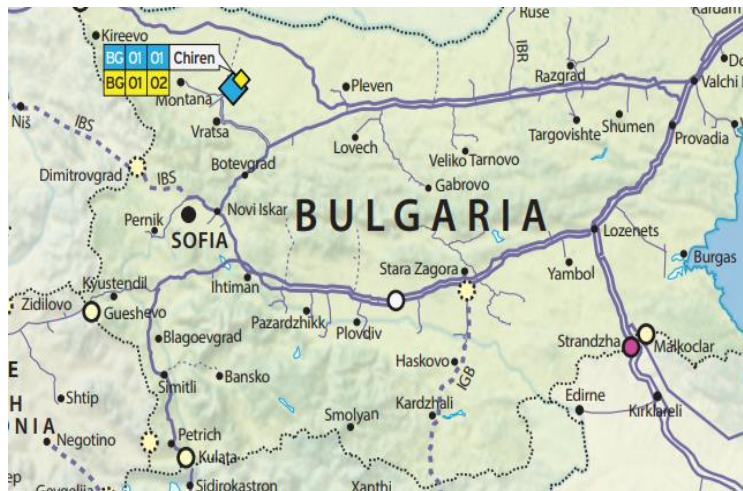 Ruse
Kardam
Kireevo
BG 01 01 Chiren
BG 01 02
IBR
Razgrad
Pleven
Valchi
Montana
Niš
IBS
Vratsa
Lovech
Targovishte
Shumen
Provadia
Veliko Tarnovo
Botevgrad
Dimitrovgrad
IBS
Gabrovo
Pernik
Novi Iskar
BULGARIA
SOFIA
Lozenets
Burgas
Stara Zagora
Yambol
Kyustendil
Ihtiman
Zidilovo
Gueshevo
Pazardzhikk
Plovdiv
Blagoevgrad
Strandzha
Malkoclar
Haskovo
IGB
E
Simitli
Bansko
Shtip
H
Kardzhali
Edirne
Kirklareli
NIA
Smolyan
Negotino
Petrich
Kulata
Sidirokastron
Xanthi